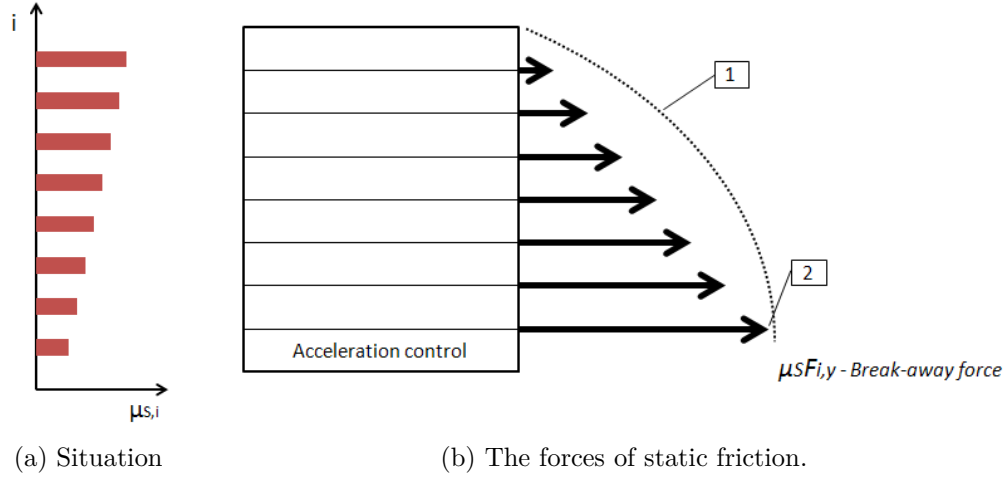 i
μS,i
(a) Situation
1
2
Acceleration control
μSFi,y - Break-away force
(b) The forces of static friction.